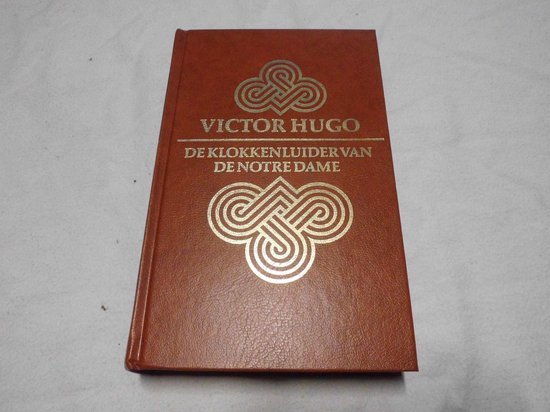 VICTOR HUGO
DE KLOKKENLUIDER VAN
DE NOTRE DAME